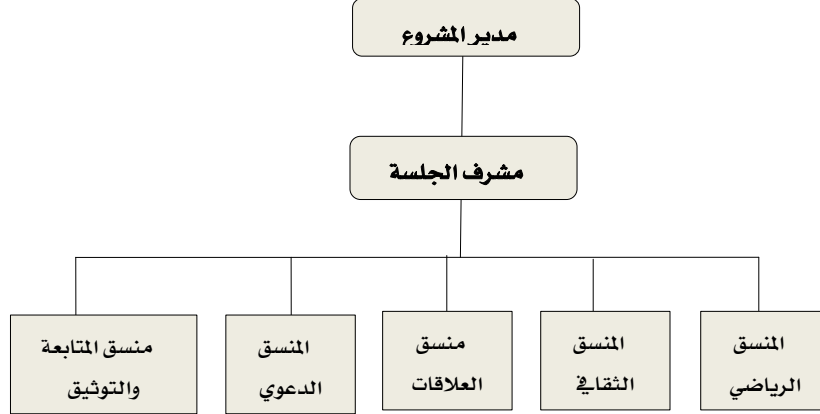 مدير المشروع
مشرف الجلسة
المنسق
الرياضي
المنسق
الثقافي
منسق
العلاقات
المنسق
الدعوي
منسق المتابعة
والتوثيق